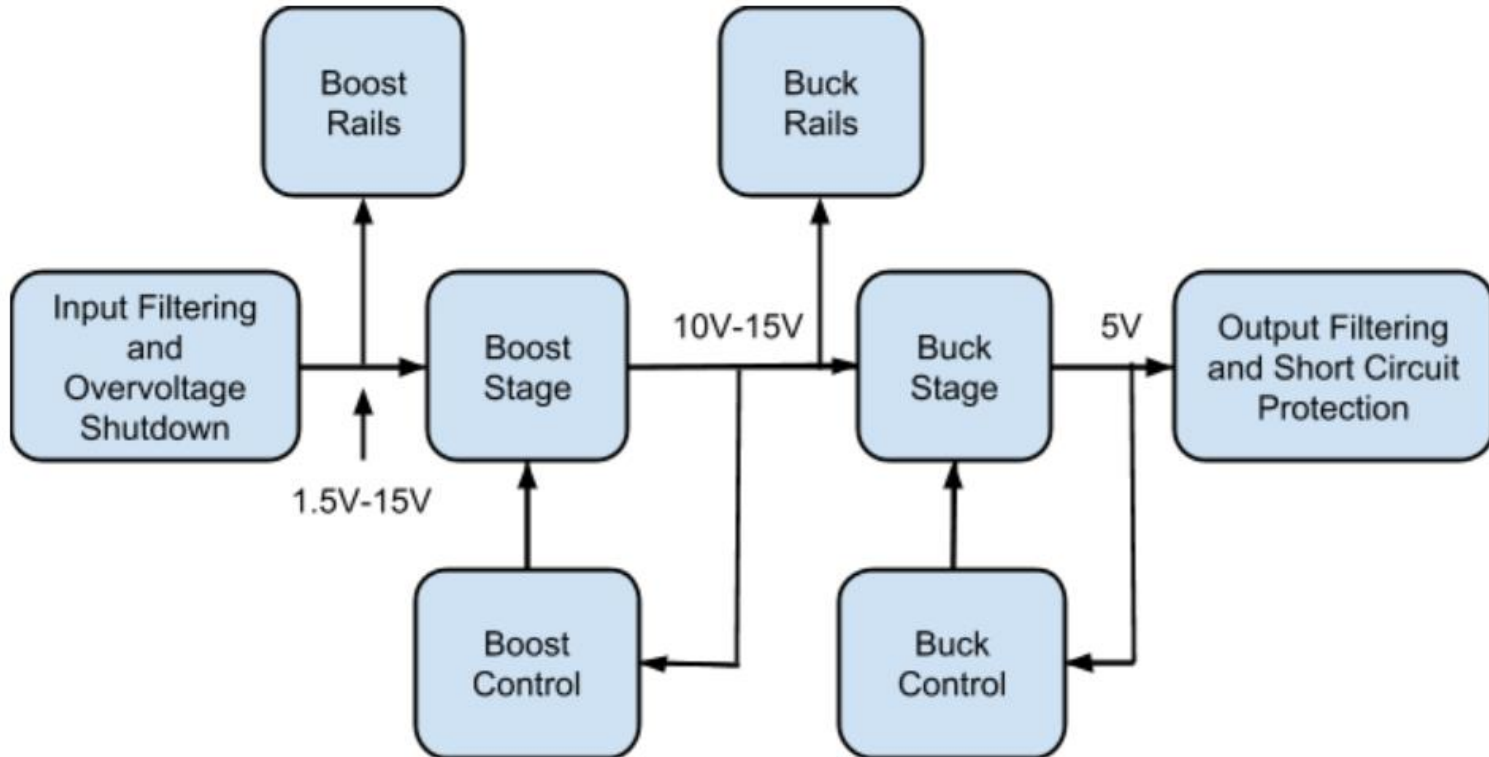 Boost
Rails
Buck
Rails
Input Filtering
and
Overvoltage
Shutdown
1.5V-15V
Boost
Stage
10V-15V
Buck
Stage
5V
Output Filtering
and Short Circuit
Protection
Boost
Control
Buck
Control